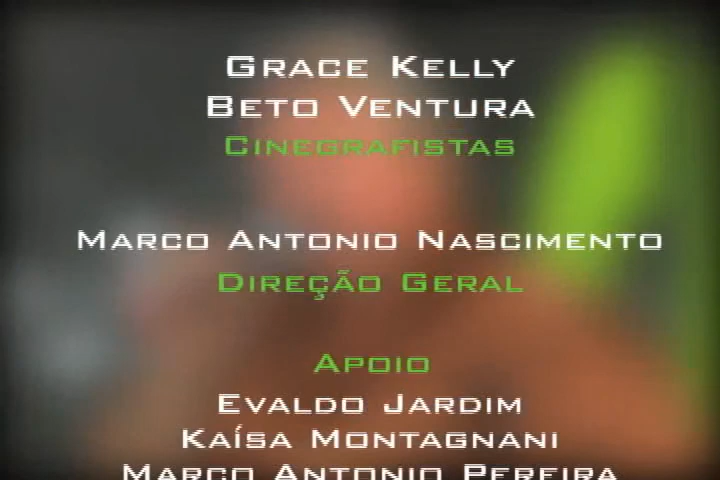 Grace Kelly
Beto Ventura
Cinegrafistas
Marco Antonio Nascimento
Direção Geral
Apoio
Evaldo Jardim
Kaísa Montagnani
Marco Antonio Pereira